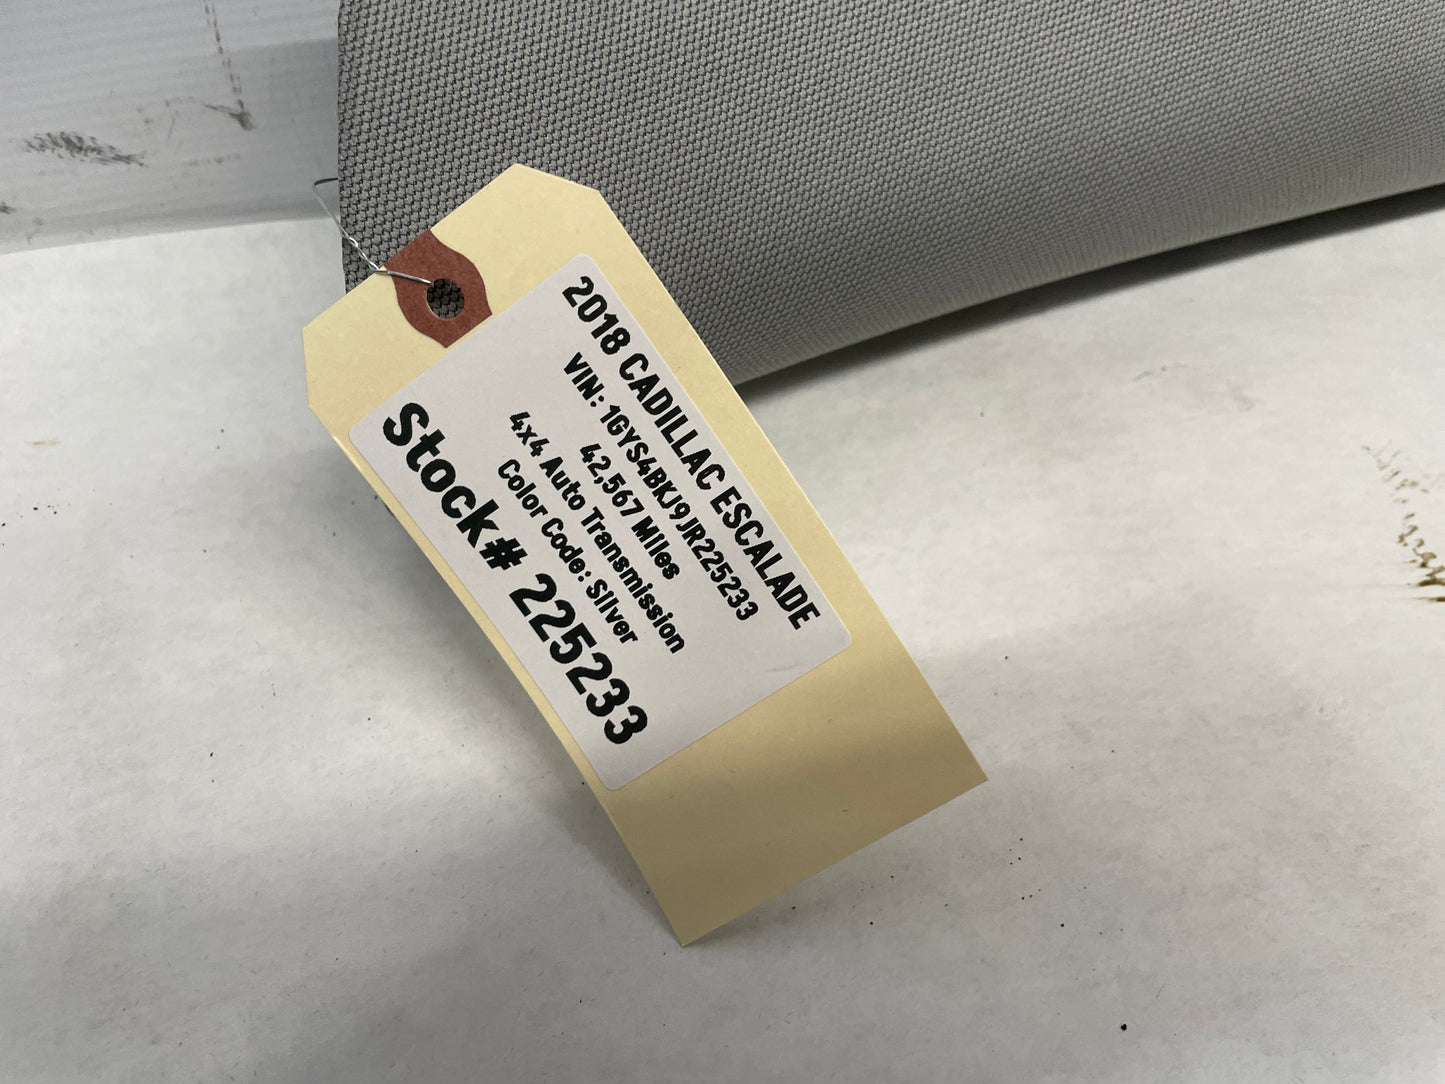 2018 CADILLAC ESCALADE
VIN: 1GYS4BKJ9JR225233
42,567 Miles
4x4 Auto Transmission
Color Code: Silver
Stock# 225233